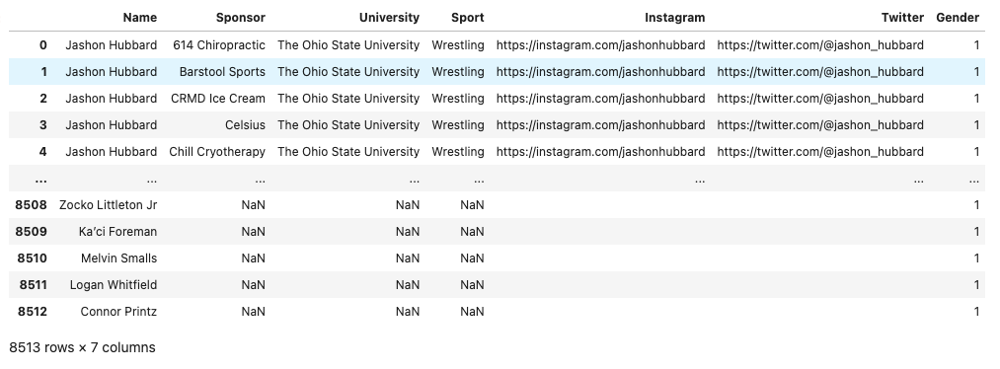 Name Sponsor University Sport Instagram Twitter Gender
0 Jashon Hubbard 614 Chiropractic The Ohio State University Wrestling https://instagram.com/jashonhubbard https://twitter.com/@jashon_hubbard 1
1 Jashon Hubbard Barstool Sports The Ohio State University Wrestling https://instagram.com/jashonhubbard https://twitter.com/@jashon_hubbard 1
2 Jashon Hubbard CRMD Ice Cream The Ohio State University Wrestling https://instagram.com/jashonhubbard https://twitter.com/@jashon_hubbard 1
3 Jashon Hubbard Celsius The Ohio State University Wrestling https://instagram.com/jashonhubbard https://twitter.com/@jashon_hubbard 1
4 Jashon Hubbard Chill Cryotherapy The Ohio State University Wrestling https://instagram.com/jashonhubbard https://twitter.com/@jashon_hubbard 1
... ... ... ... ... ... ... ...
8508 Zocko Littleton Jr NaN NaN NaN 1
8509 Ka’ci Foreman NaN NaN NaN 1
8510 Melvin Smalls NaN NaN NaN 1
8511 Logan Whitfield NaN NaN NaN 1
8512 Connor Printz NaN NaN NaN 1
8513 rows × 7 columns